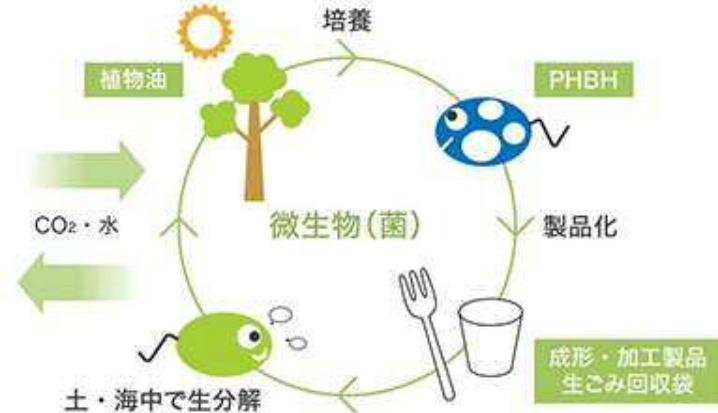 培養
植物油
PHBH
CO2・水
微生物(菌)
製品化
成形・加工製品
生ごみ回収袋
土・海中で生分解